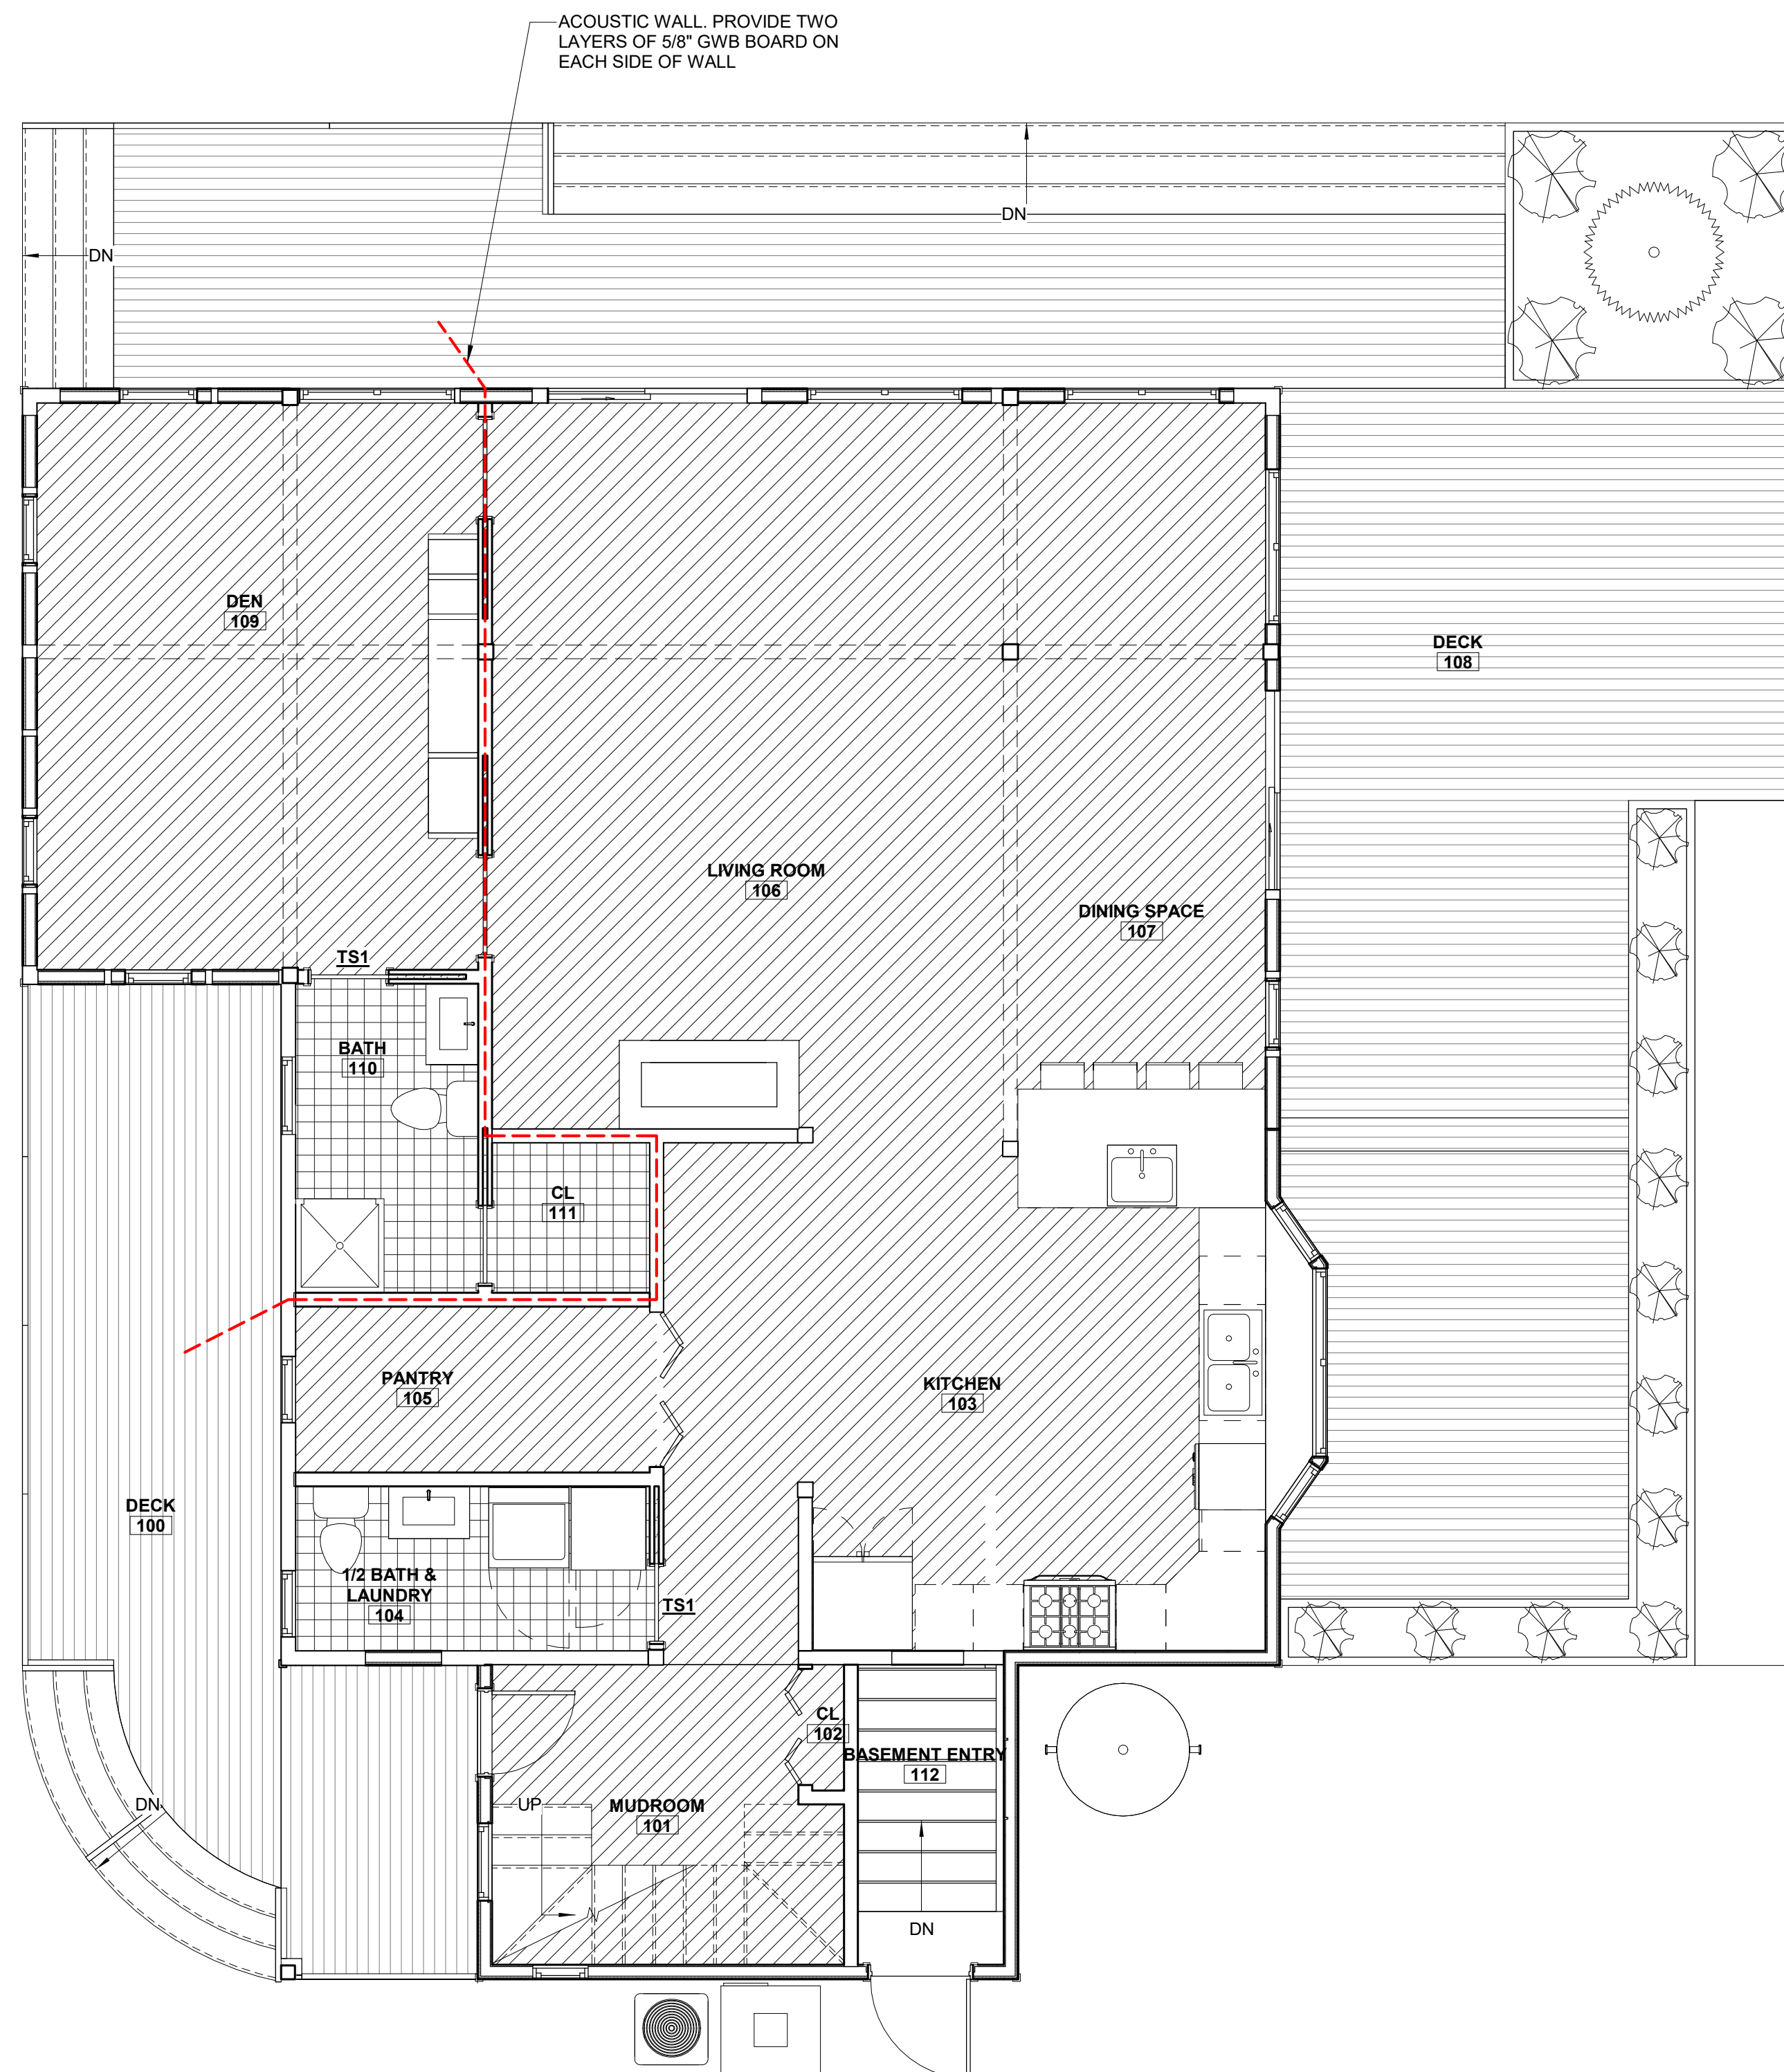 ACOUSTIC WALL. PROVIDE TWO
LAYERS OF 5/8" GWB BOARD ON
EACH SIDE OF WALL
DN
DN
DEN
109
DECK
108
LIVING ROOM
106
DINING SPACE
107
TS1
BATH
110
CL
111
PANTRY
105
KITCHEN
103
DECK
100
1/2 BATH &
LAUNDRY
104
TS1
CL
102
BASEMENT ENTRY
112
DN
UP
MUDROOM
101
DN